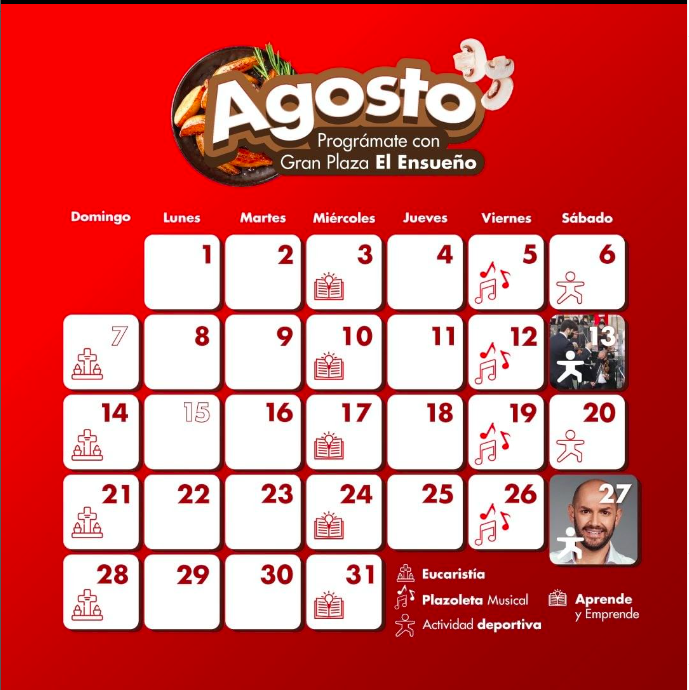 Agosto
Prográmate con
Gran Plaza El Ensueño
Domingo Lunes Martes Miércoles Jueves Viernes Sábado
1 2 3 4 5 6
7 8 9 10 11 12 13
14 15 16 17 18 19 20
21 22 23 24 25 26 27
28 29 30 31
Eucaristía
Plazoleta Musical
Actividad deportiva
Aprende
y Emprende